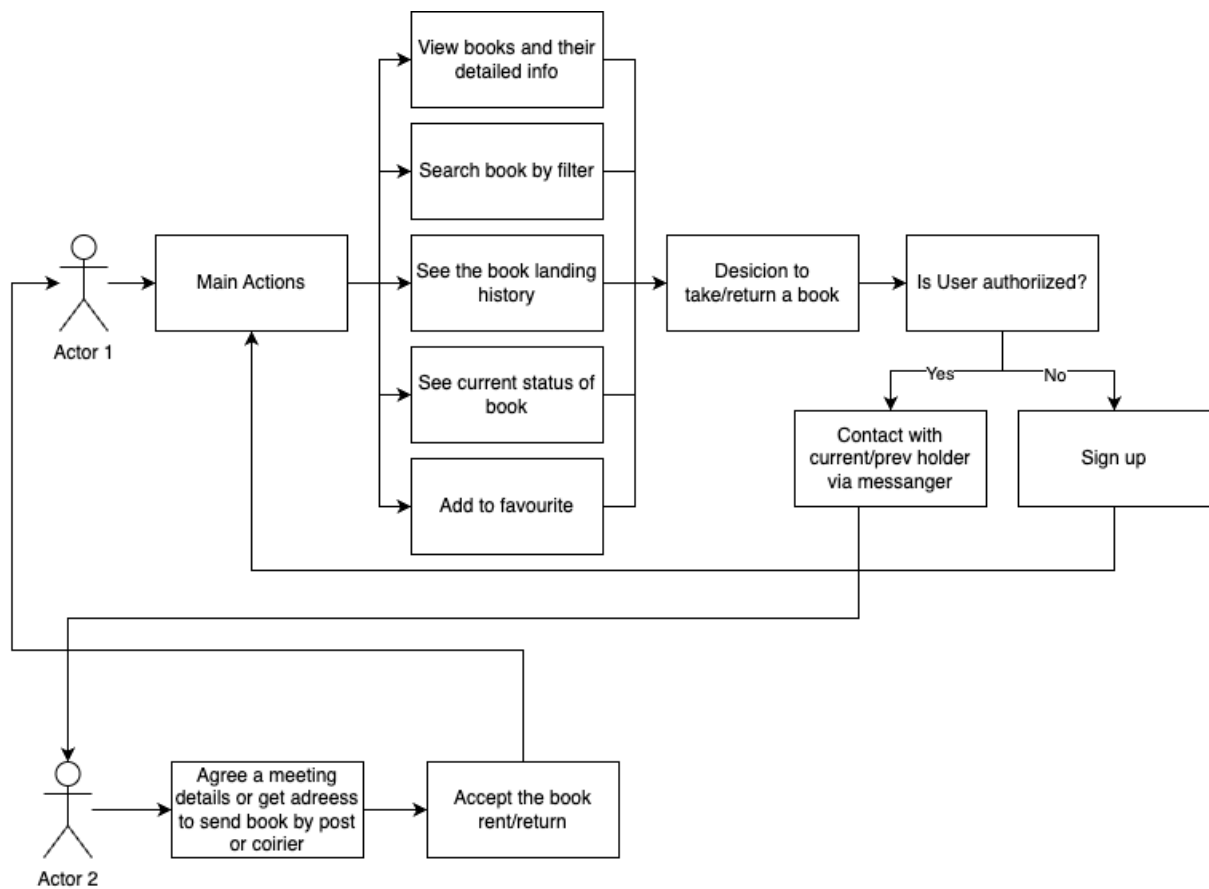 View books and their
detailed info
Search book by filter
Actor 1
Main Actions
See the book landing
history
Desicion to
take/return a book
Is User authoriized?
Yes
No
See current status of
book
Contact with
current/prev holder
via messanger
Sign up
Add to favourite
Actor 2
Agree a meeting
details or get adreess
to send book by post
or coirier
Accept the book
rent/return